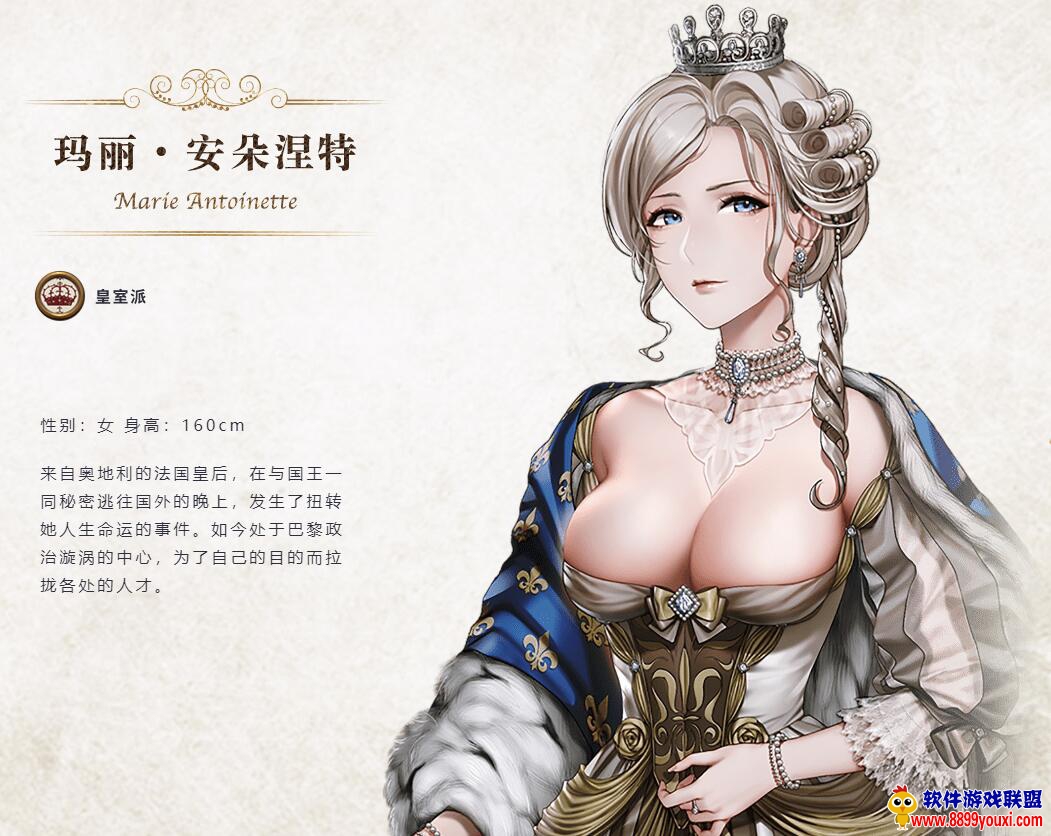 玛丽·安朵涅特
Marie Antoinette
皇室派
性别：女 身高：160cm
来自奥地利的法国皇后，在与国王一
同秘密逃往国外的晚上，发生了扭转
她人生命运的事件。如今处于巴黎政
治漩涡的中心，为了自己的目的而拉
拢各处的人才。
软件游戏联盟
www.8899youxi.com